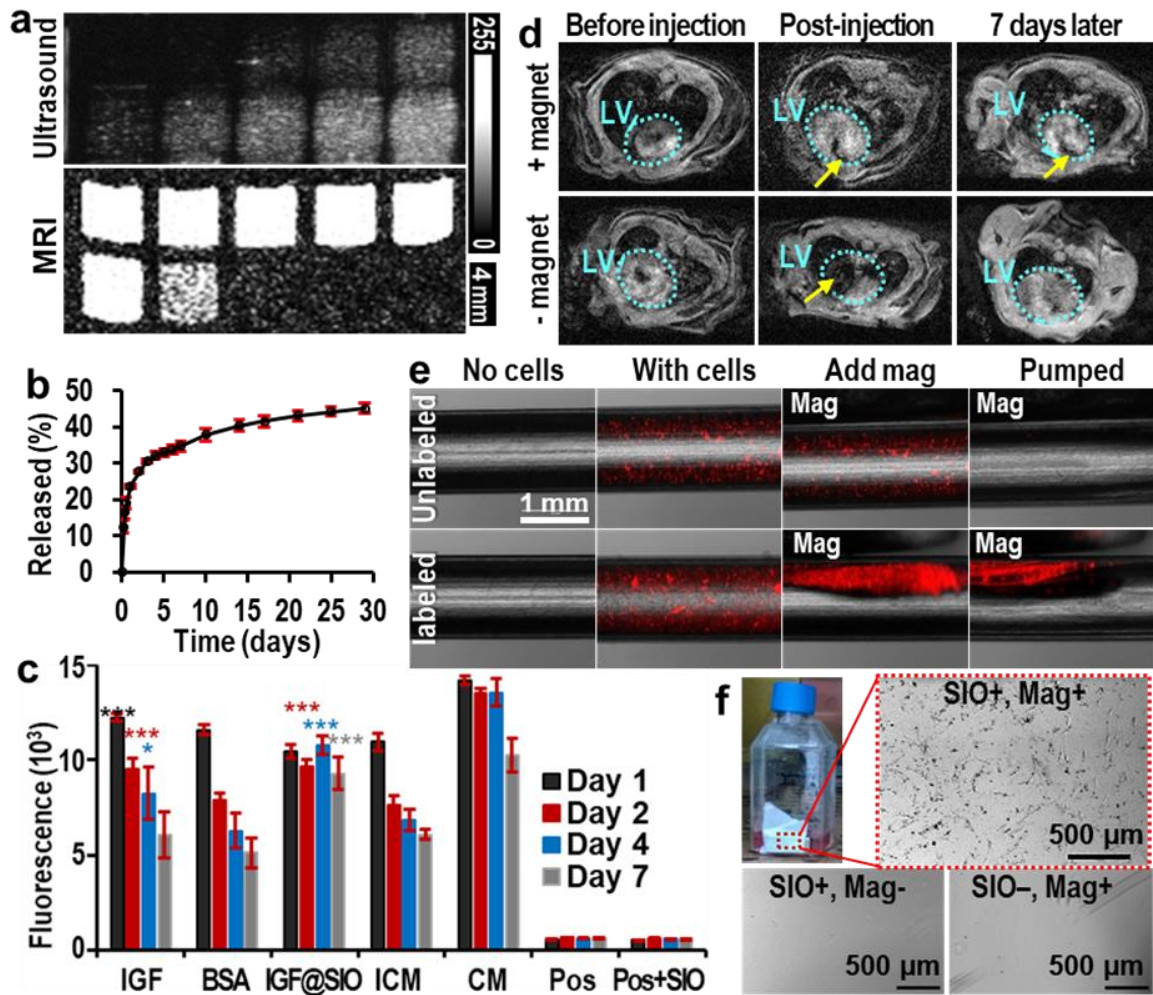 a
Ultrasound
255
0
MRI
4 mm
d
Before injection
Post-injection
7 days later
+ magnet
LV
LV
LV
- magnet
LV
LV
LV
b
Released (%)
50
40
30
20
10
0
0 5 10 15 20 25 30
Time (days)
e
No cells
With cells
Add mag
Pumped
Unlabeled
1 mm
Mag
Mag
labeled
Mag
Mag
c
Fluorescence (10³)
15
10
5
0
***
***
*
***
***
***
Day 1
Day 2
Day 4
Day 7
IGF BSA IGF@SIO ICM CM Pos Pos+SIO
f
SIO+, Mag+
500 µm
SIO+, Mag-
500 µm
SIO–, Mag+
500 µm